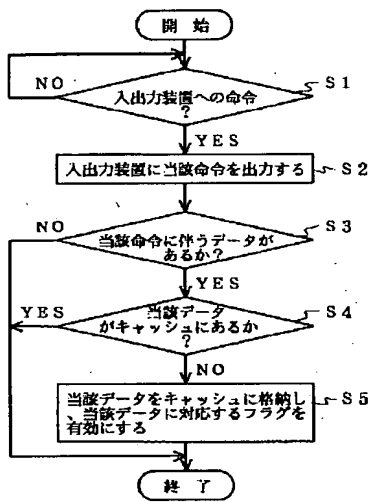 開 始
NO
S1
入出力装置への命令
?
YES
入出力装置に当該命令を出力する
S2
NO
S3
当該命令に伴うデータが
あるか?
YES
YES
当該データ
がキャッシュにあるか
?
S4
NO
当該データをキャッシュに格納し
、当該データに対応するフラグを
有効にする
S5
終 了